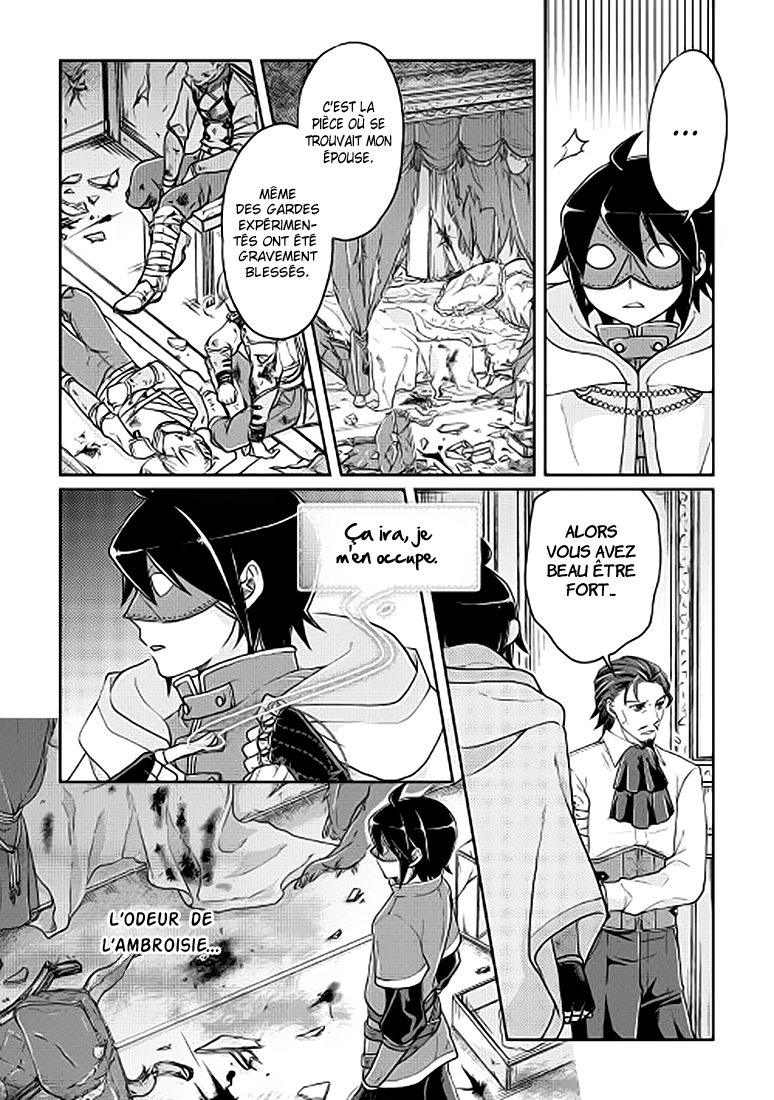 ...
C'EST LA
PIÈCE OÙ SE
TROUVAIT MON
ÉPOUSE.
MÊME
DES GARDES
EXPÉRIMEN-
TÉS ONT ÉTÉ
GRAVEMENT
BLESSÉS.
ALORS
VOUS AVEZ
BEAU ÊTRE
FORT...
Ça ira, je
m'en occupe.
L'ODEUR DE
L'AMBROISIE...